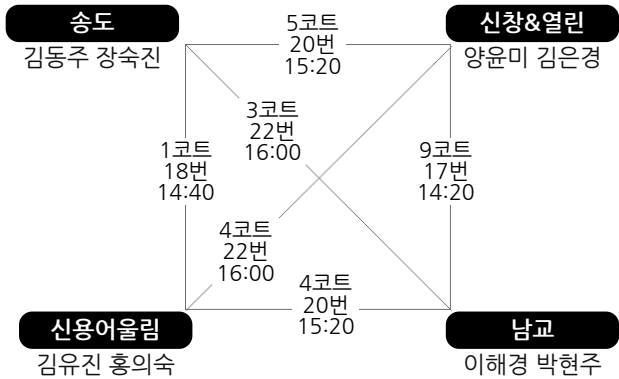 송도
김동주 장숙진
5코트
20번
15:20
신창&열린
양윤미 김은경
3코트
22번
16:00
1코트
18번
14:40
9코트
17번
14:20
4코트
22번
16:00
4코트
20번
15:20
신용어울림
김유진 홍의숙
남교
이해경 박현주